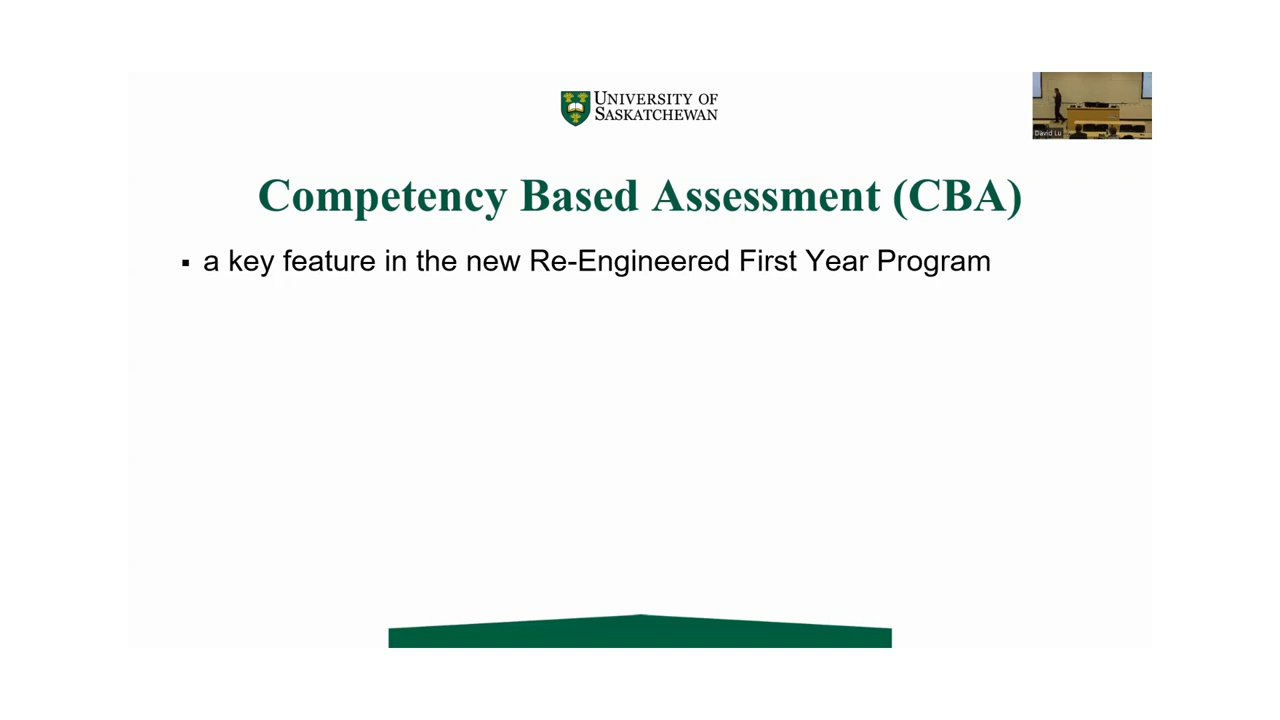 UNIVERSITY OF
SASKATCHEWAN
David Lu
Competency Based Assessment (CBA)
▪ a key feature in the new Re-Engineered First Year Program